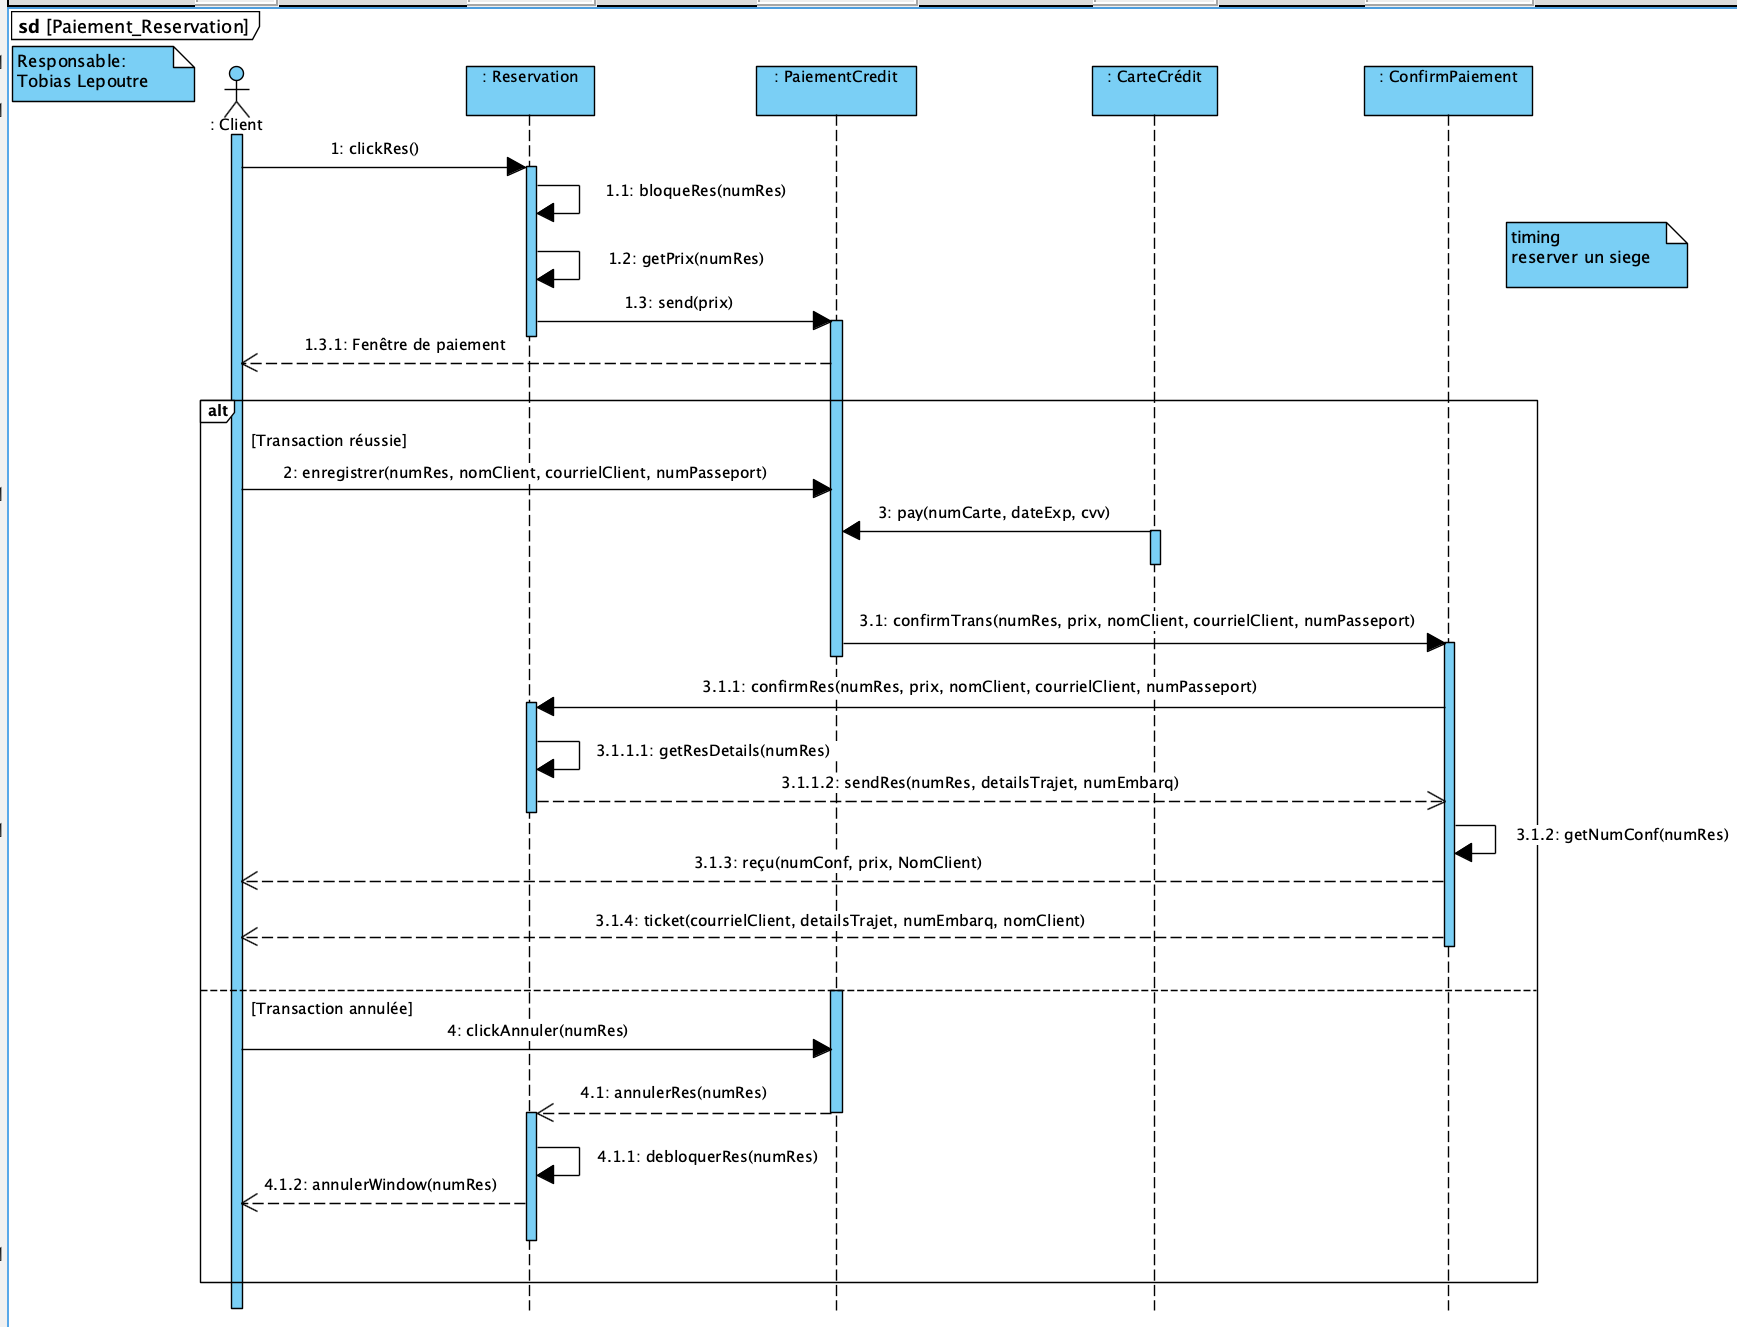 sd [Paiement_Reservation]
Responsable:
Tobias Lepoutre
: Client
: Reservation
: PaiementCredit
: CarteCrédit
: ConfirmPaiement
1: clickRes()
1.1: bloqueRes(numRes)
timing
reserver un siege
1.2: getPrix(numRes)
1.3: send(prix)
1.3.1: Fenêtre de paiement
alt
[Transaction réussie]
2: enregistrer(numRes, nomClient, courrielClient, numPasseport)
3: pay(numCarte, dateExp, cvv)
3.1: confirmTrans(numRes, prix, nomClient, courrielClient, numPasseport)
3.1.1: confirmRes(numRes, prix, nomClient, courrielClient, numPasseport)
3.1.1.1: getResDetails(numRes)
3.1.1.2: sendRes(numRes, detailsTrajet, numEmbarq)
3.1.2: getNumConf(numRes)
3.1.3: reçu(numConf, prix, NomClient)
3.1.4: ticket(courrielClient, detailsTrajet, numEmbarq, nomClient)
[Transaction annulée]
4: clickAnnuler(numRes)
4.1: annulerRes(numRes)
4.1.1: debloquerRes(numRes)
4.1.2: annulerWindow(numRes)